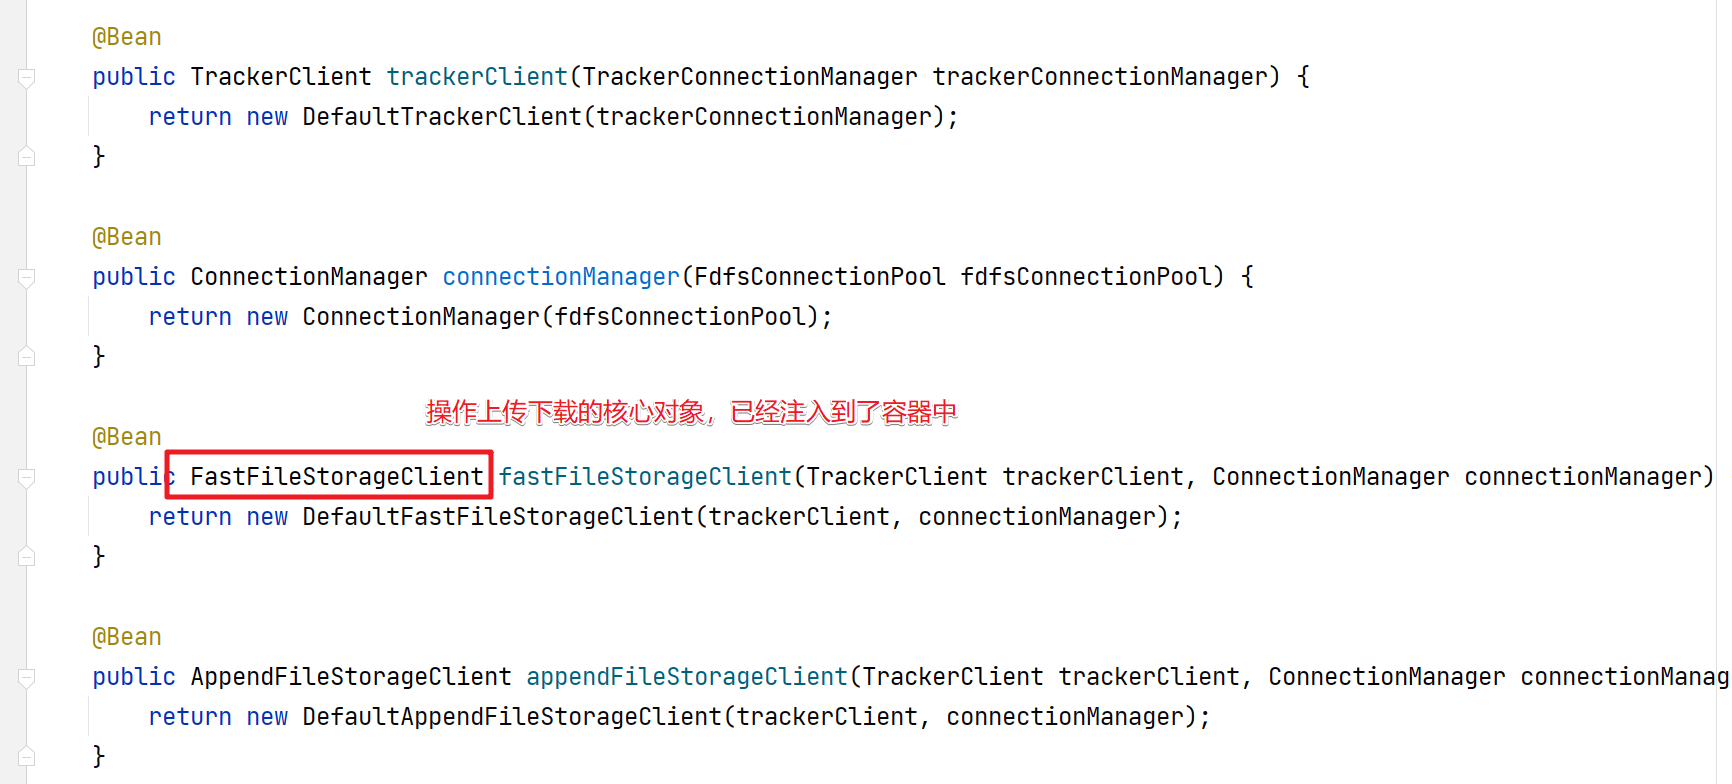 @Bean
public TrackerClient trackerClient(TrackerConnectionManager trackerConnectionManager) {
return new DefaultTrackerClient(trackerConnectionManager);
}
@Bean
public ConnectionManager connectionManager(FdfsConnectionPool fdfsConnectionPool) {
return new ConnectionManager(fdfsConnectionPool);
}
操作上传下载的核心对象，已经注入到了容器中
@Bean
public FastFileStorageClient fastFileStorageClient(TrackerClient trackerClient, ConnectionManager connectionManager)
return new DefaultFastFileStorageClient(trackerClient, connectionManager);
}
@Bean
public AppendFileStorageClient appendFileStorageClient(TrackerClient trackerClient, ConnectionManager connectionManag
return new DefaultAppendFileStorageClient(trackerClient, connectionManager);
}